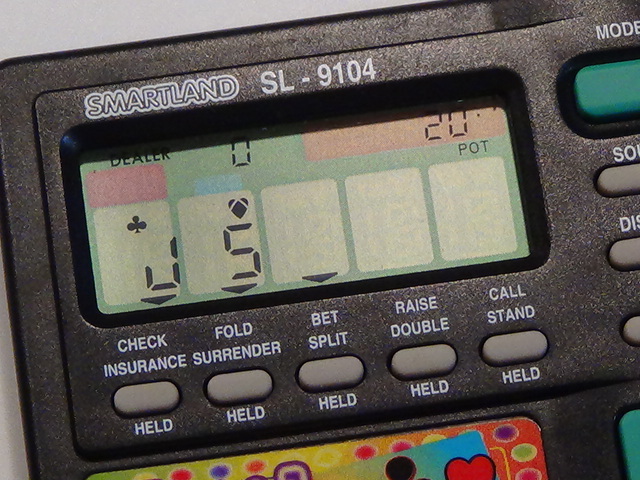 SMARTLAND SL - 9104
MODE
DEALER 0 20
POT
SOU
J 5
DIS
CHECK
INSURANCE
FOLD
SURRENDER
BET
SPLIT
RAISE
DOUBLE
CALL
STAND
HELD HELD HELD HELD HELD